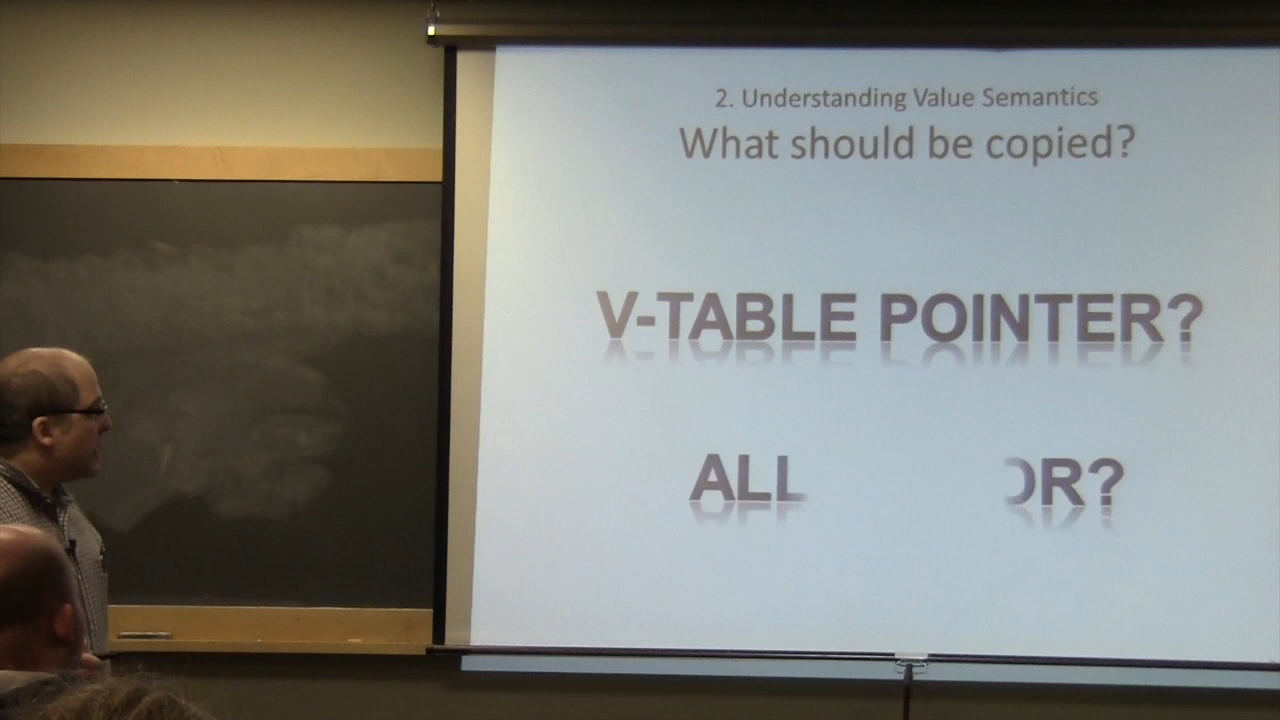 2. Understanding Value Semantics
What should be copied?
V-TABLE POINTER?
ALL OR?